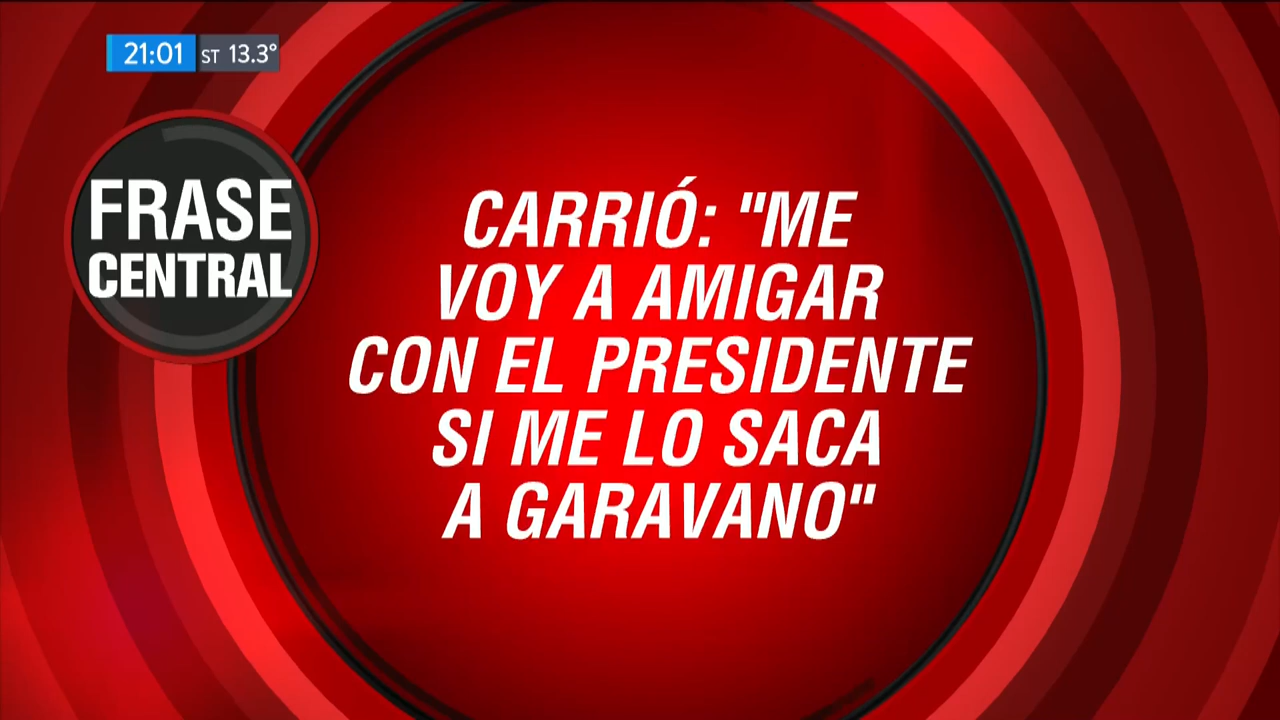 21:01 ST 13.3°
FRASE
CENTRAL
CARRIÓ: "ME
VOY A AMIGAR
CON EL PRESIDENTE
SI ME LO SACA
A GARAVANO"